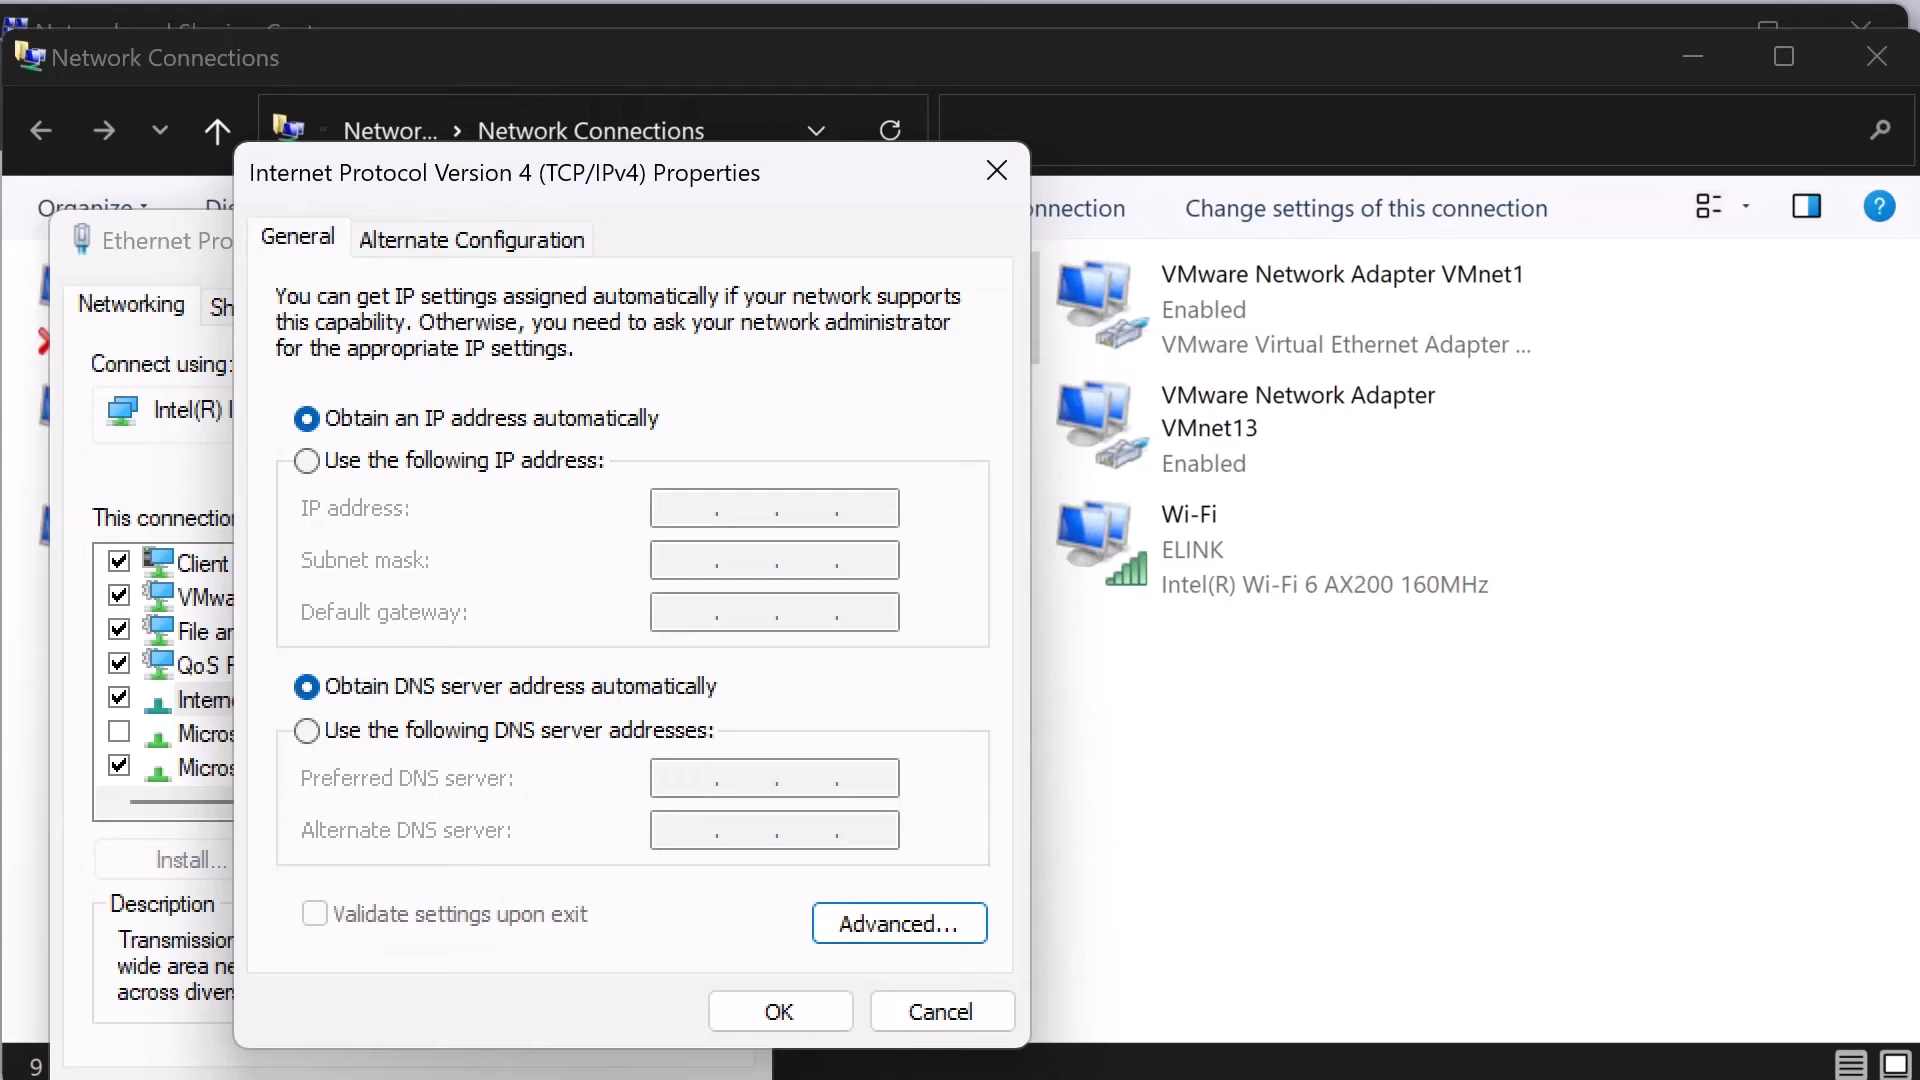 Network Connections
Networ... > Network Connections
Internet Protocol Version 4 (TCP/IPv4) Properties
General
Alternate Configuration
You can get IP settings assigned automatically if your network supports
this capability. Otherwise, you need to ask your network administrator
for the appropriate IP settings.
Obtain an IP address automatically
Use the following IP address:
IP address:
Subnet mask:
Default gateway:
Obtain DNS server address automatically
Use the following DNS server addresses:
Preferred DNS server:
Alternate DNS server:
Validate settings upon exit
Advanced...
OK
Cancel
Organize
Ethernet Pro
Networking
Sh
Connect using:
Intel(R) I
This connection
Client
VMwa
File an
QoS P
Intern
Micros
Micros
Install...
Description
Transmission
wide area ne
across divers
9
onnection
Change settings of this connection
?
VMware Network Adapter VMnet1
Enabled
VMware Virtual Ethernet Adapter ...
VMware Network Adapter
VMnet13
Enabled
Wi-Fi
ELINK
Intel(R) Wi-Fi 6 AX200 160MHz